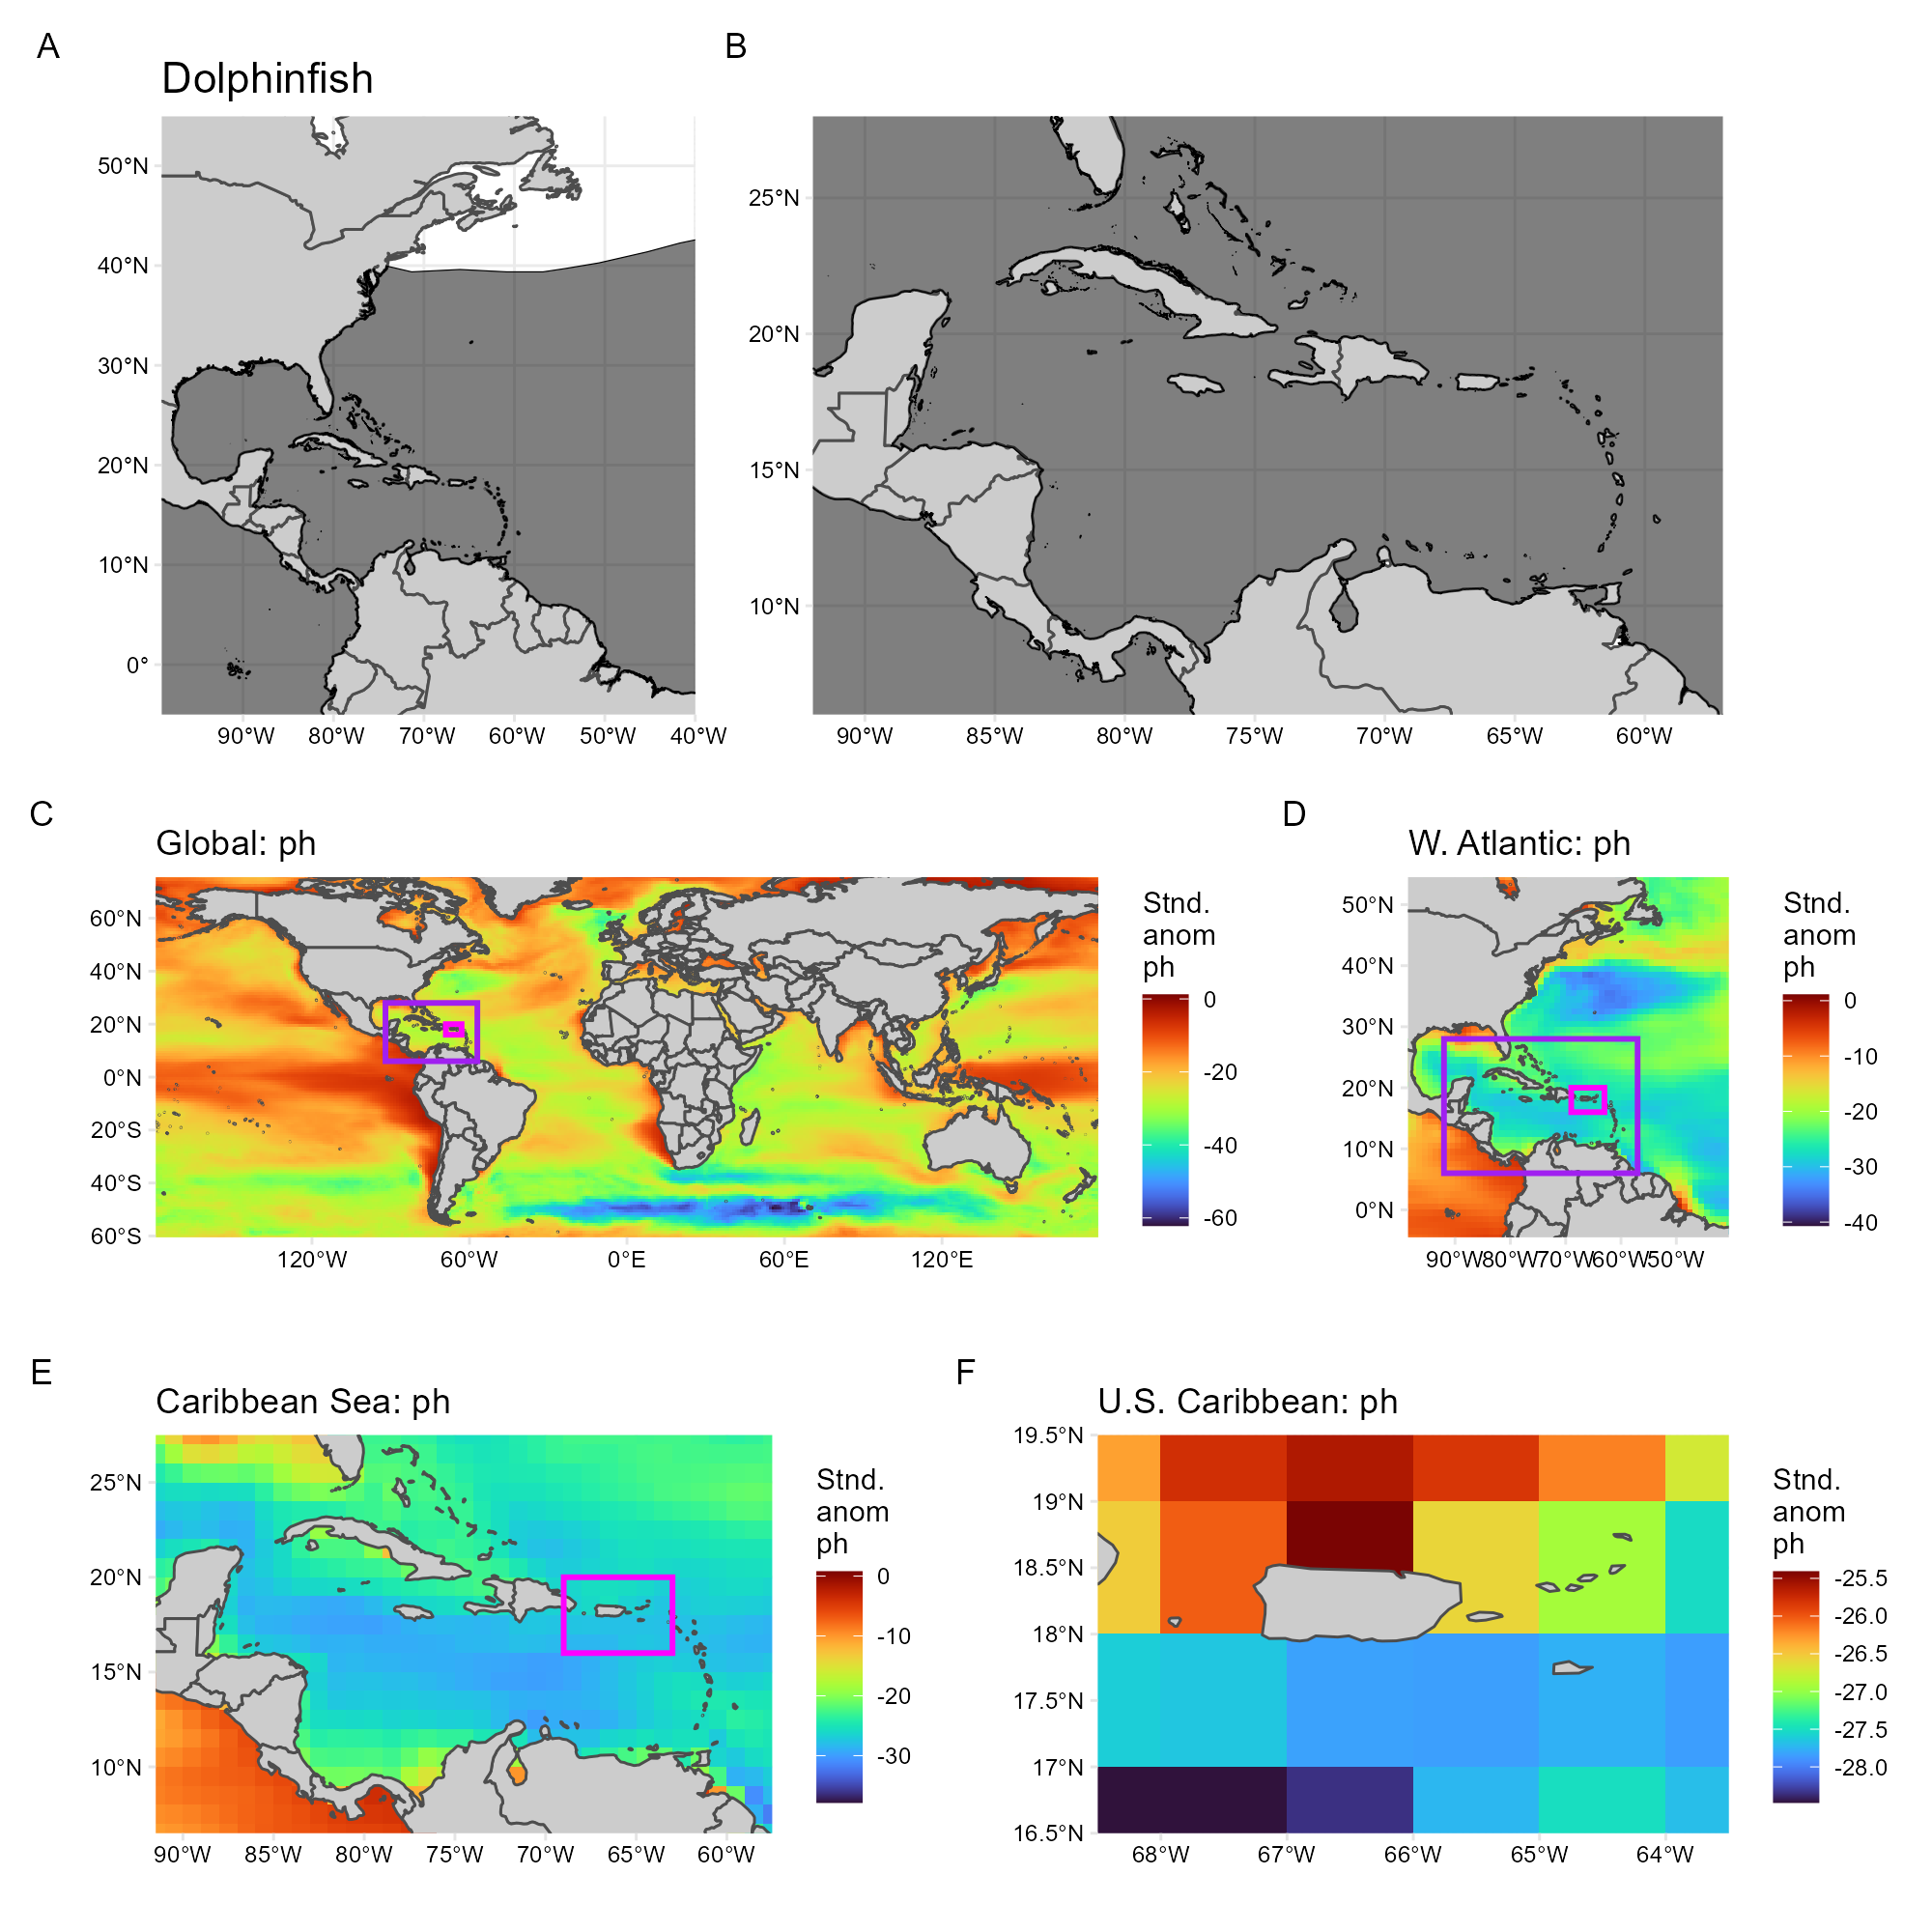 A
B
Dolphinfish
50°N
40°N
30°N
20°N
10°N
0°
90°W 80°W 70°W 60°W 50°W 40°W
25°N
20°N
15°N
10°N
90°W 85°W 80°W 75°W 70°W 65°W 60°W
C
Global: ph
60°N
40°N
20°N
0°N
20°S
40°S
60°S
120°W 60°W 0°E 60°E 120°E
Stnd.
anom
ph
0
-20
-40
-60
D
W. Atlantic: ph
50°N
40°N
30°N
20°N
10°N
0°N
90°W 80°W 70°W 60°W 50°W
Stnd.
anom
ph
0
-10
-20
-30
-40
E
Caribbean Sea: ph
25°N
20°N
15°N
10°N
90°W 85°W 80°W 75°W 70°W 65°W 60°W
Stnd.
anom
ph
0
-10
-20
-30
F
U.S. Caribbean: ph
19.5°N
19°N
18.5°N
18°N
17.5°N
17°N
16.5°N
68°W 67°W 66°W 65°W 64°W
Stnd.
anom
ph
-25.5
-26.0
-26.5
-27.0
-27.5
-28.0